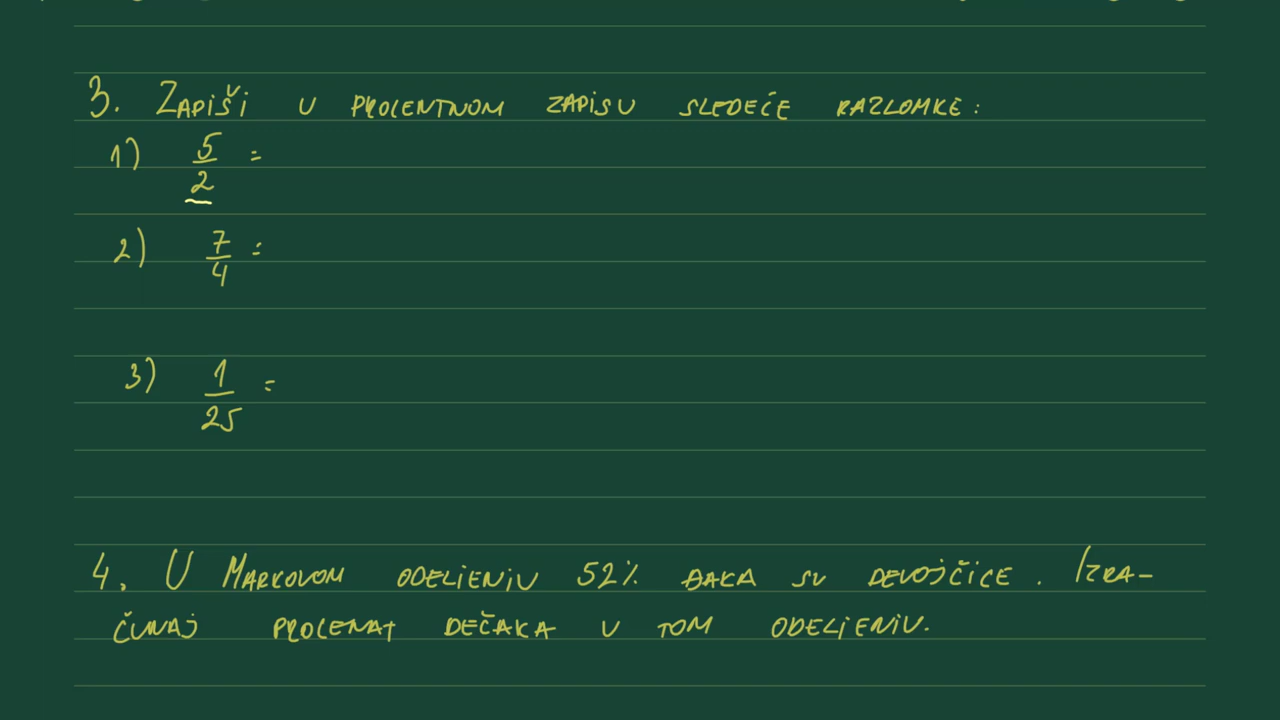 3. ZAPIŠI U PROCENTNOM ZAPISU SLEDEĆE RAZLOMKE:
1) 5/2 =
2) 7/4 =
3) 1/25 =
4. U MARKOVOM ODELJENJU 52% ĐAKA SU DEVOJČICE. IZRA-
ČUNAJ PROCENAT DEČAKA U TOM ODELJENJU.